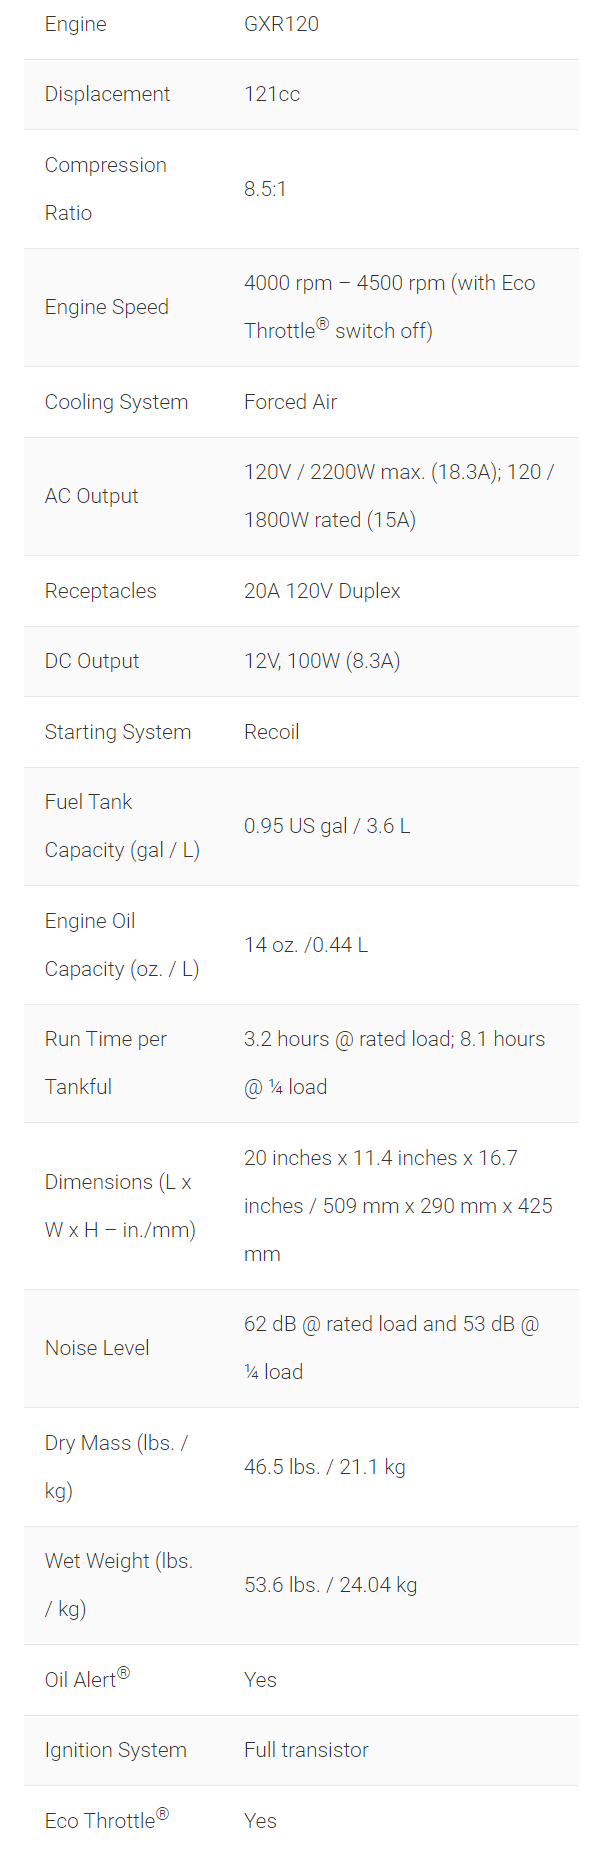 Engine GXR120
Displacement 121cc
Compression
Ratio
8.5:1
Engine Speed
4000 rpm – 4500 rpm (with Eco
Throttle® switch off)
Cooling System Forced Air
AC Output
120V / 2200W max. (18.3A); 120 /
1800W rated (15A)
Receptacles 20A 120V Duplex
DC Output 12V, 100W (8.3A)
Starting System Recoil
Fuel Tank
Capacity (gal / L)
0.95 US gal / 3.6 L
Engine Oil
Capacity (oz. / L)
14 oz. /0.44 L
Run Time per
Tankful
3.2 hours @ rated load; 8.1 hours
@ ¼ load
Dimensions (L x
W x H – in./mm)
20 inches x 11.4 inches x 16.7
inches / 509 mm x 290 mm x 425
mm
Noise Level
62 dB @ rated load and 53 dB @
¼ load
Dry Mass (lbs. /
kg)
46.5 lbs. / 21.1 kg
Wet Weight (lbs.
/ kg)
53.6 lbs. / 24.04 kg
Oil Alert® Yes
Ignition System Full transistor
Eco Throttle® Yes